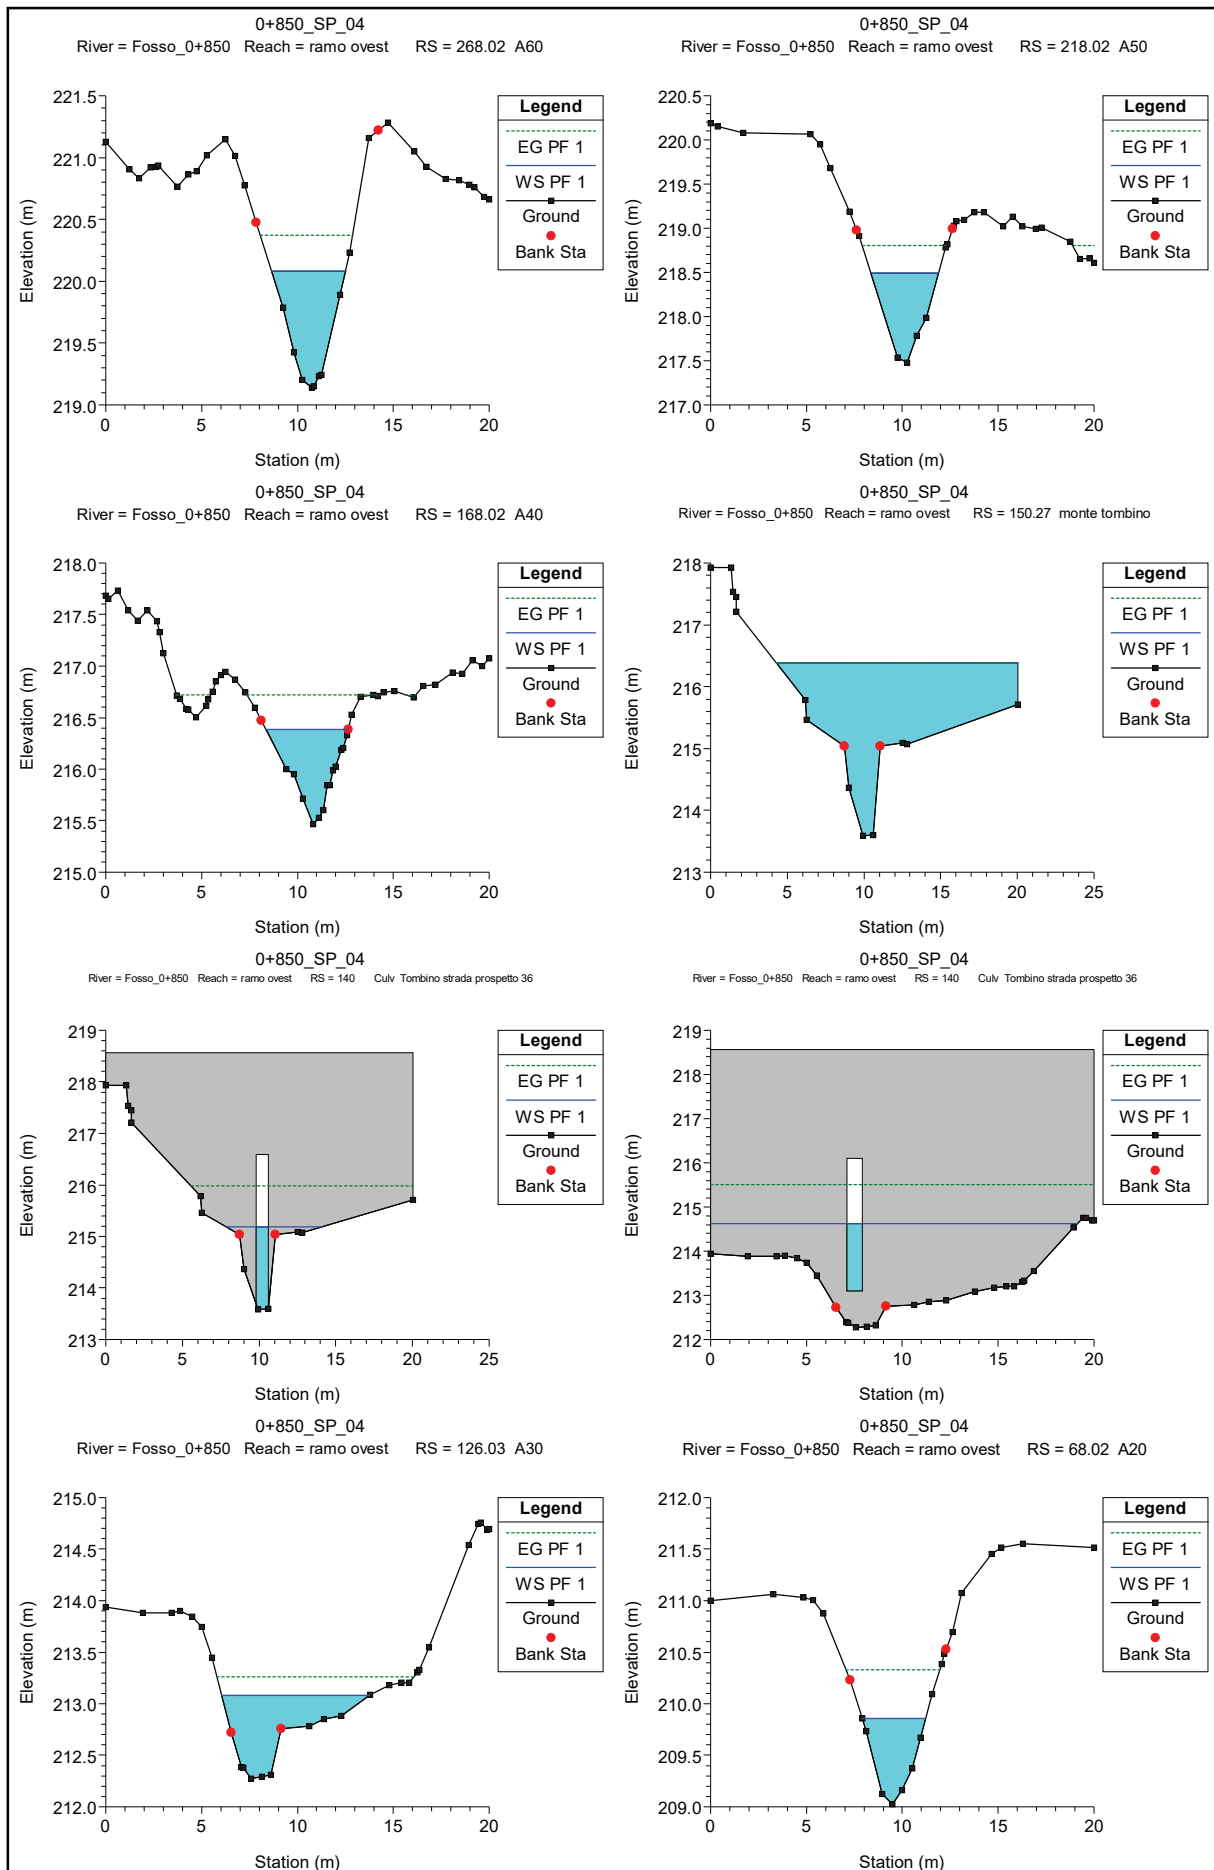 0+850_SP_04
River = Fosso_0+850 Reach = ramo ovest RS = 268.02 A60
221.5
221.0
220.5
220.0
219.5
219.0
0 5 10 15 20
Elevation (m)
Station (m)
Legend
EG PF 1
WS PF 1
Ground
Bank Sta
0+850_SP_04
River = Fosso_0+850 Reach = ramo ovest RS = 218.02 A50
220.5
220.0
219.5
219.0
218.5
218.0
217.5
217.0
0 5 10 15 20
Elevation (m)
Station (m)
Legend
EG PF 1
WS PF 1
Ground
Bank Sta
0+850_SP_04
River = Fosso_0+850 Reach = ramo ovest RS = 168.02 A40
218.0
217.5
217.0
216.5
216.0
215.5
215.0
0 5 10 15 20
Elevation (m)
Station (m)
Legend
EG PF 1
WS PF 1
Ground
Bank Sta
0+850_SP_04
River = Fosso_0+850 Reach = ramo ovest RS = 150.27 monte tombino
218
217
216
215
214
213
0 5 10 15 20 25
Elevation (m)
Station (m)
Legend
EG PF 1
WS PF 1
Ground
Bank Sta
0+850_SP_04
River = Fosso_0+850 Reach = ramo ovest RS = 140 Culv Tombino strada prospetto 36
219
218
217
216
215
214
213
0 5 10 15 20 25
Elevation (m)
Station (m)
Legend
EG PF 1
WS PF 1
Ground
Bank Sta
0+850_SP_04
River = Fosso_0+850 Reach = ramo ovest RS = 140 Culv Tombino strada prospetto 36
219
218
217
216
215
214
213
212
0 5 10 15 20
Elevation (m)
Station (m)
Legend
EG PF 1
WS PF 1
Ground
Bank Sta
0+850_SP_04
River = Fosso_0+850 Reach = ramo ovest RS = 126.03 A30
215.0
214.5
214.0
213.5
213.0
212.5
212.0
0 5 10 15 20
Elevation (m)
Station (m)
Legend
EG PF 1
WS PF 1
Ground
Bank Sta
0+850_SP_04
River = Fosso_0+850 Reach = ramo ovest RS = 68.02 A20
212.0
211.5
211.0
210.5
210.0
209.5
209.0
0 5 10 15 20
Elevation (m)
Station (m)
Legend
EG PF 1
WS PF 1
Ground
Bank Sta